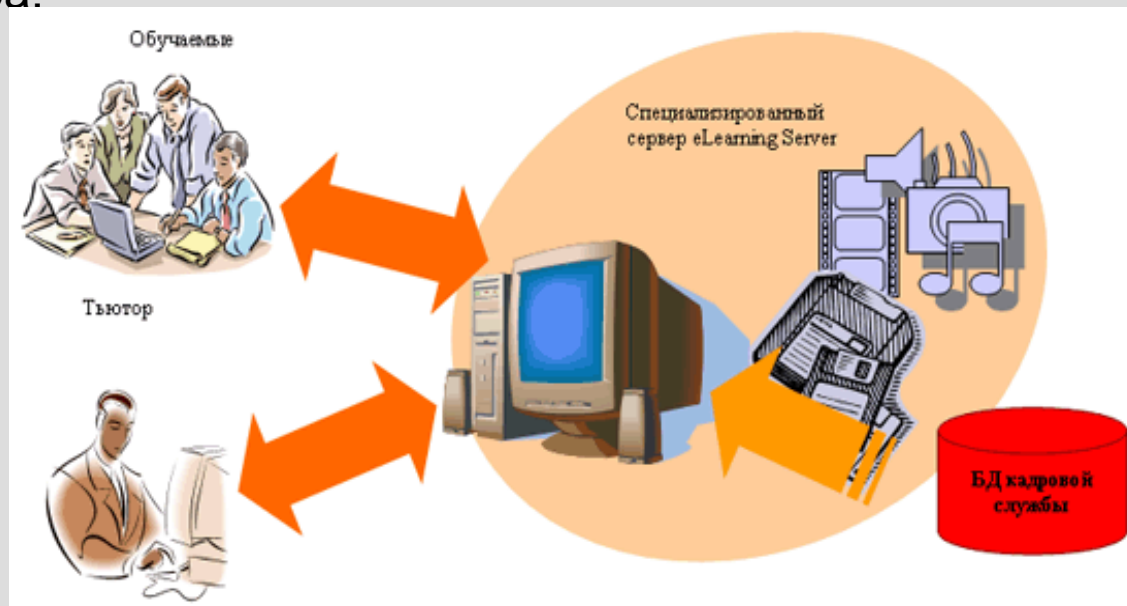 Обучаемые
Специализированный
сервер eLearning Server
Тьютор
БД кадровой
службы